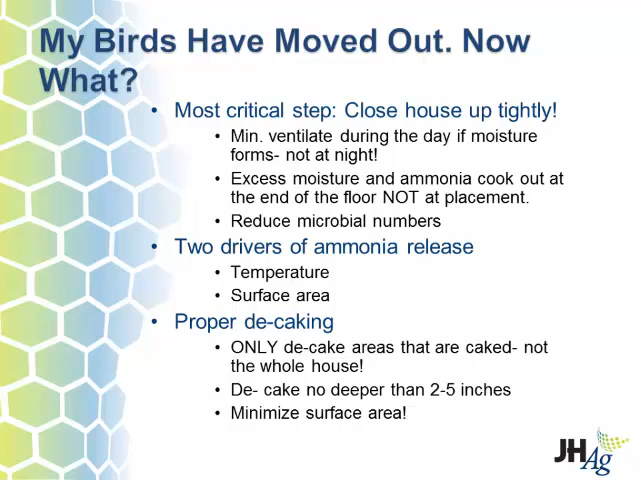 My Birds Have Moved Out. Now
What?
• Most critical step: Close house up tightly!
• Min. ventilate during the day if moisture
forms- not at night!
• Excess moisture and ammonia cook out at
the end of the floor NOT at placement.
• Reduce microbial numbers
• Two drivers of ammonia release
• Temperature
• Surface area
• Proper de-caking
• ONLY de-cake areas that are caked- not
the whole house!
• De- cake no deeper than 2-5 inches
• Minimize surface area!
JH Ag